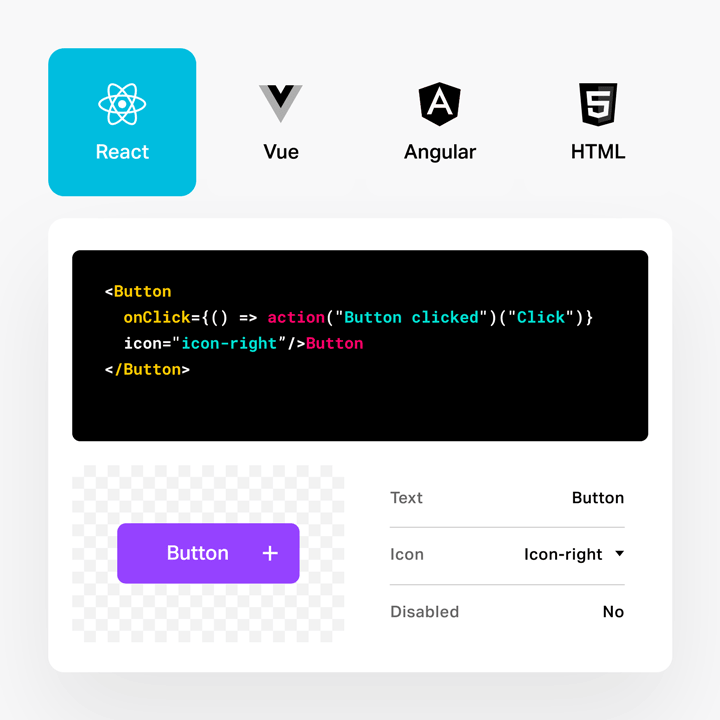 React
Vue
Angular
HTML
<Button
onClick={() => action("Button clicked")("Click")}
icon="icon-right”/>Button
</Button>
Button +
Text Button
Icon Icon-right
Disabled No